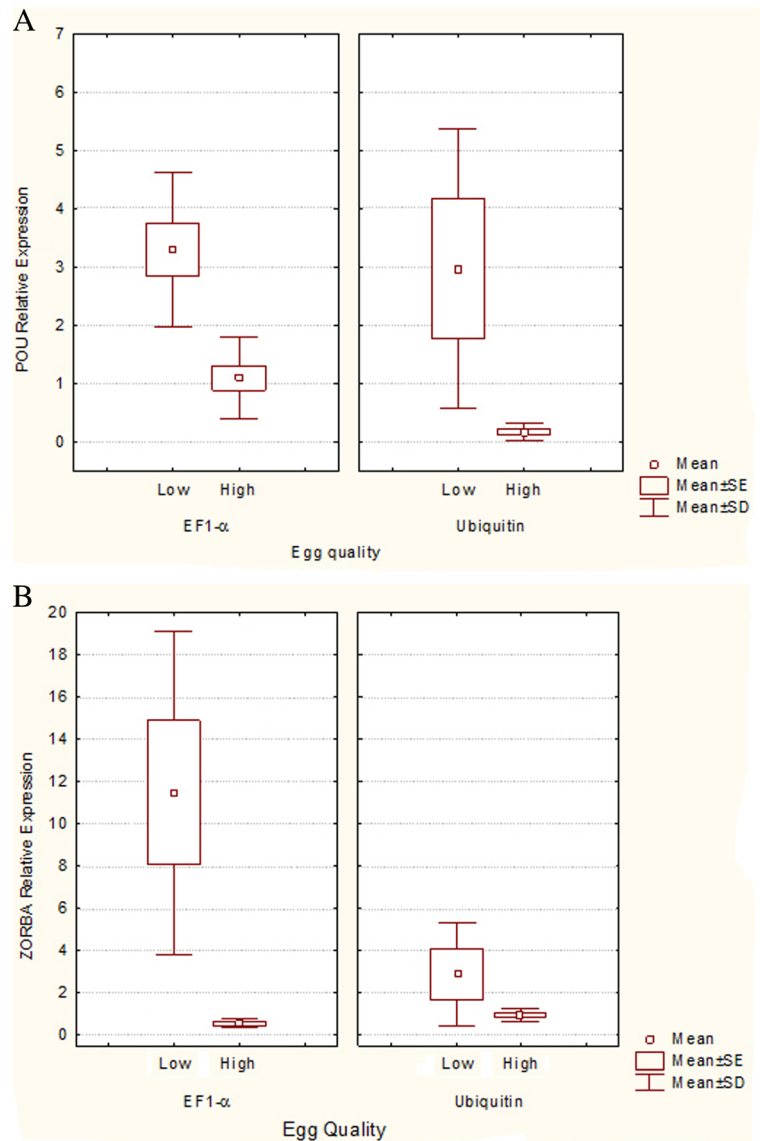 A
7
6
5
4
3
2
1
0
POU Relative Expression
Low High Low High
EF1-α Ubiquitin
Egg quality
Mean
Mean±SE
Mean±SD
B
20
18
16
14
12
10
8
6
4
2
0
ZORBA Relative Expression
Low High Low High
EF1-α Ubiquitin
Egg Quality
Mean
Mean±SE
Mean±SD